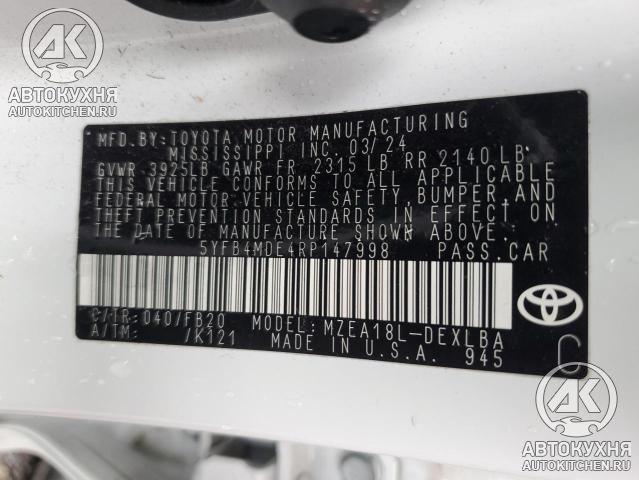 AK
АВТОКУХНЯ
AUTOKITCHEN.RU
MFD.BY:TOYOTA MOTOR MANUFACTURING
MISSISSIPPI INC. 03/24
GVWR 3925LB GAWR FR 2315 LB RR 2140 LB
THIS VEHICLE CONFORMS TO ALL APPLICABLE
FEDERAL MOTOR VEHICLE SAFETY,BUMPER,AND
THEFT PREVENTION STANDARDS IN EFFECT ON
THE DATE OF MANUFACTURE SHOWN ABOVE.
5YFB4MDE4RP147998 PASS.CAR
C/TR:040/FB20 MODEL:MZEA18L-DEXLBA
A/TM: /K121 MADE IN U.S.A. 945
TOYOTA
C
AK
АВТОКУХНЯ
AUTOKITCHEN.RU